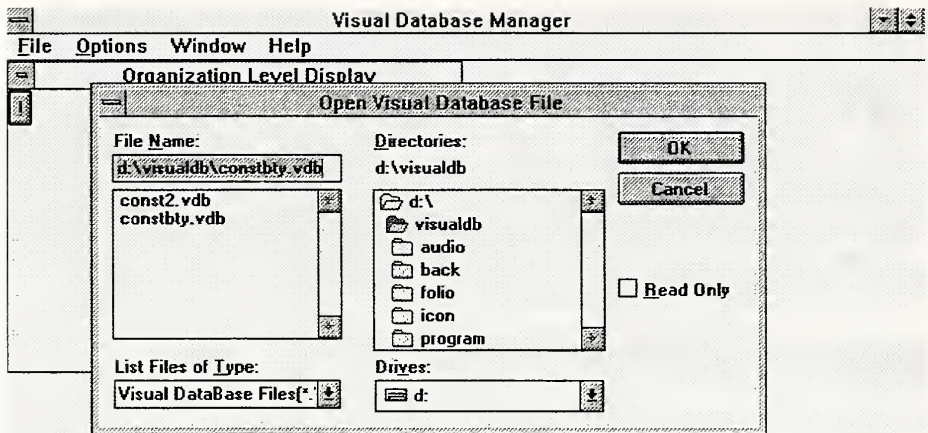 Visual Database Manager
File Options Window Help
Organization Level Display
Open Visual Database File
File Name:
d:\visualdb\constbty.vdb
const2.vdb
constbty.vdb
List Files of Type:
Visual DataBase Files(*.
Directories:
d:\visualdb
d:\
visualdb
audio
back
folio
icon
program
Drives:
d:
OK
Cancel
Read Only